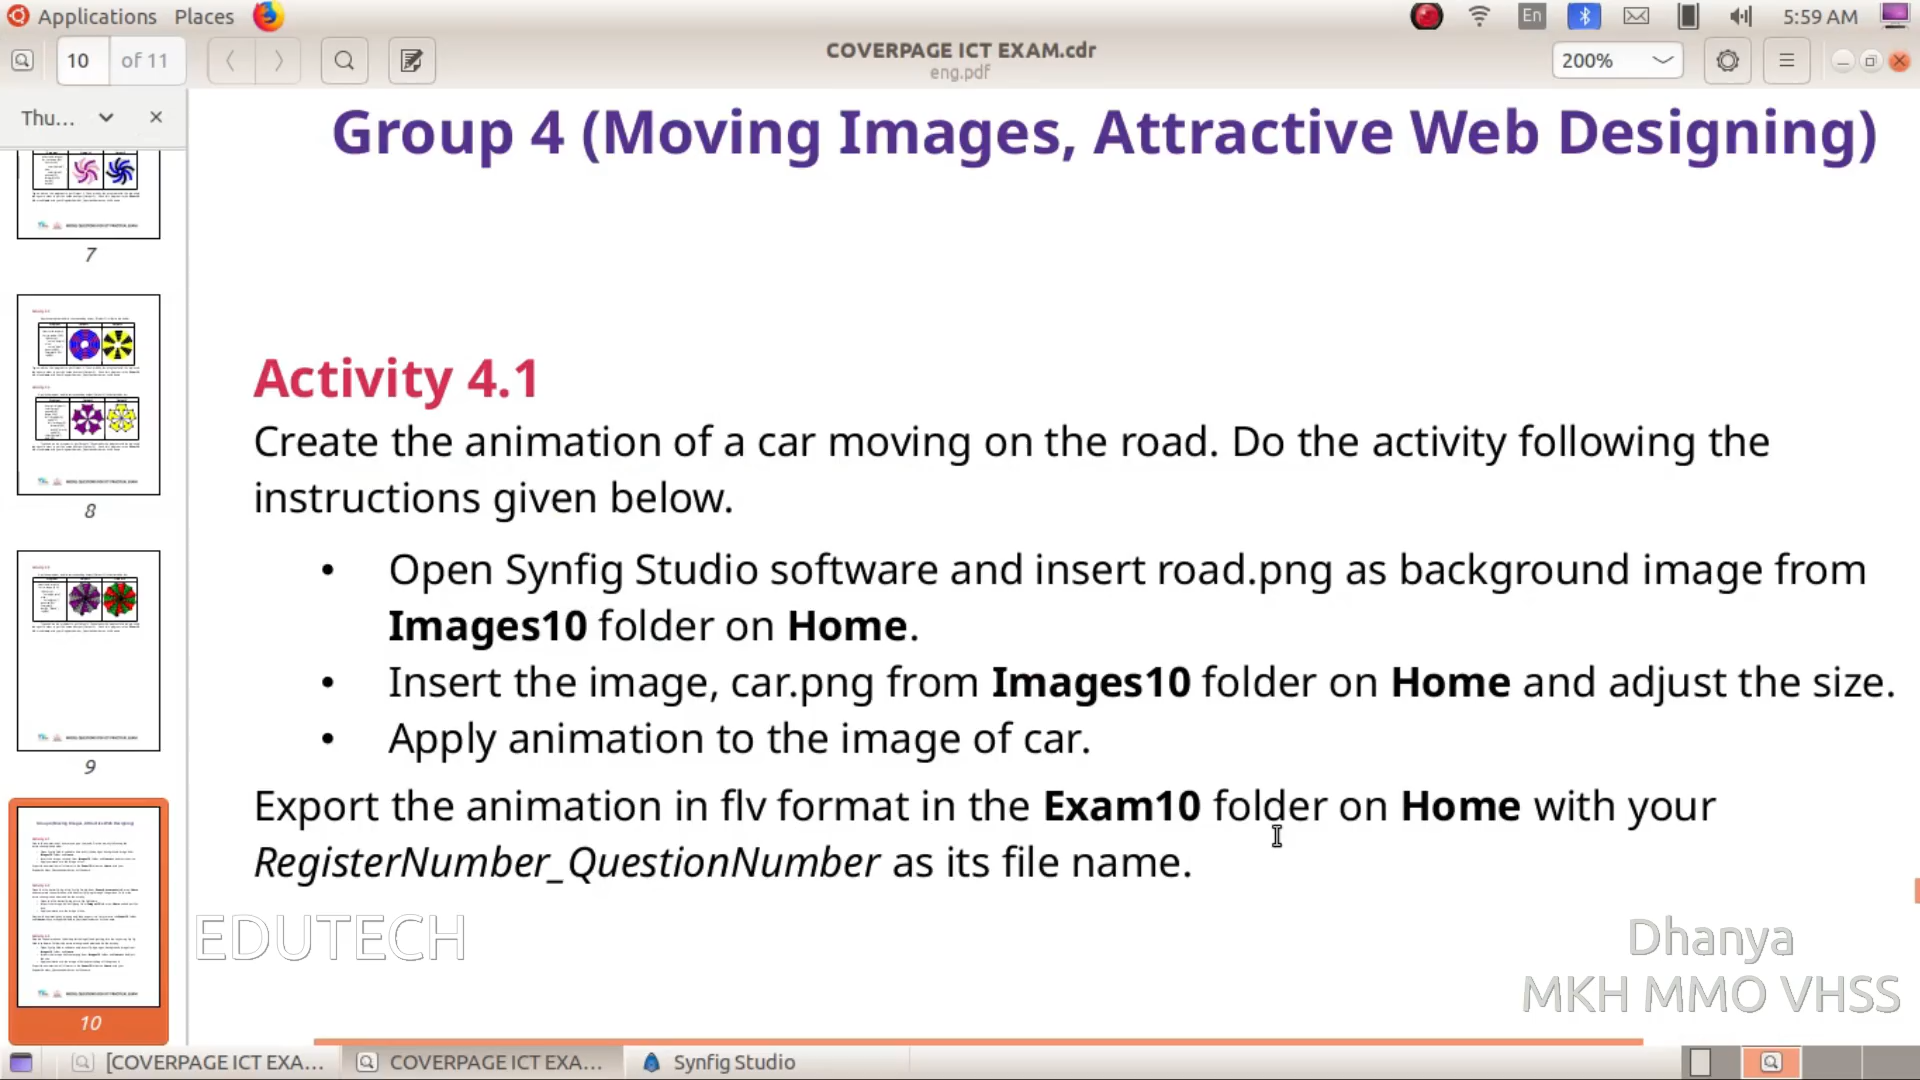 Applications Places En 5:59 AM
10 of 11 COVERPAGE ICT EXAM.cdr 200%
eng.pdf
Thu...
Group 4 (Moving Images, Attractive Web Designing)
7
Activity 4.1
Create the animation of a car moving on the road. Do the activity following the
instructions given below.
8
• Open Synfig Studio software and insert road.png as background image from
Images10 folder on Home.
• Insert the image, car.png from Images10 folder on Home and adjust the size.
• Apply animation to the image of car.
9
Export the animation in flv format in the Exam10 folder on Home with your
RegisterNumber_QuestionNumber as its file name.
EDUTECH
Dhanya
MKH MMO VHSS
10
[COVERPAGE ICT EXA... COVERPAGE ICT EXA... Synfig Studio